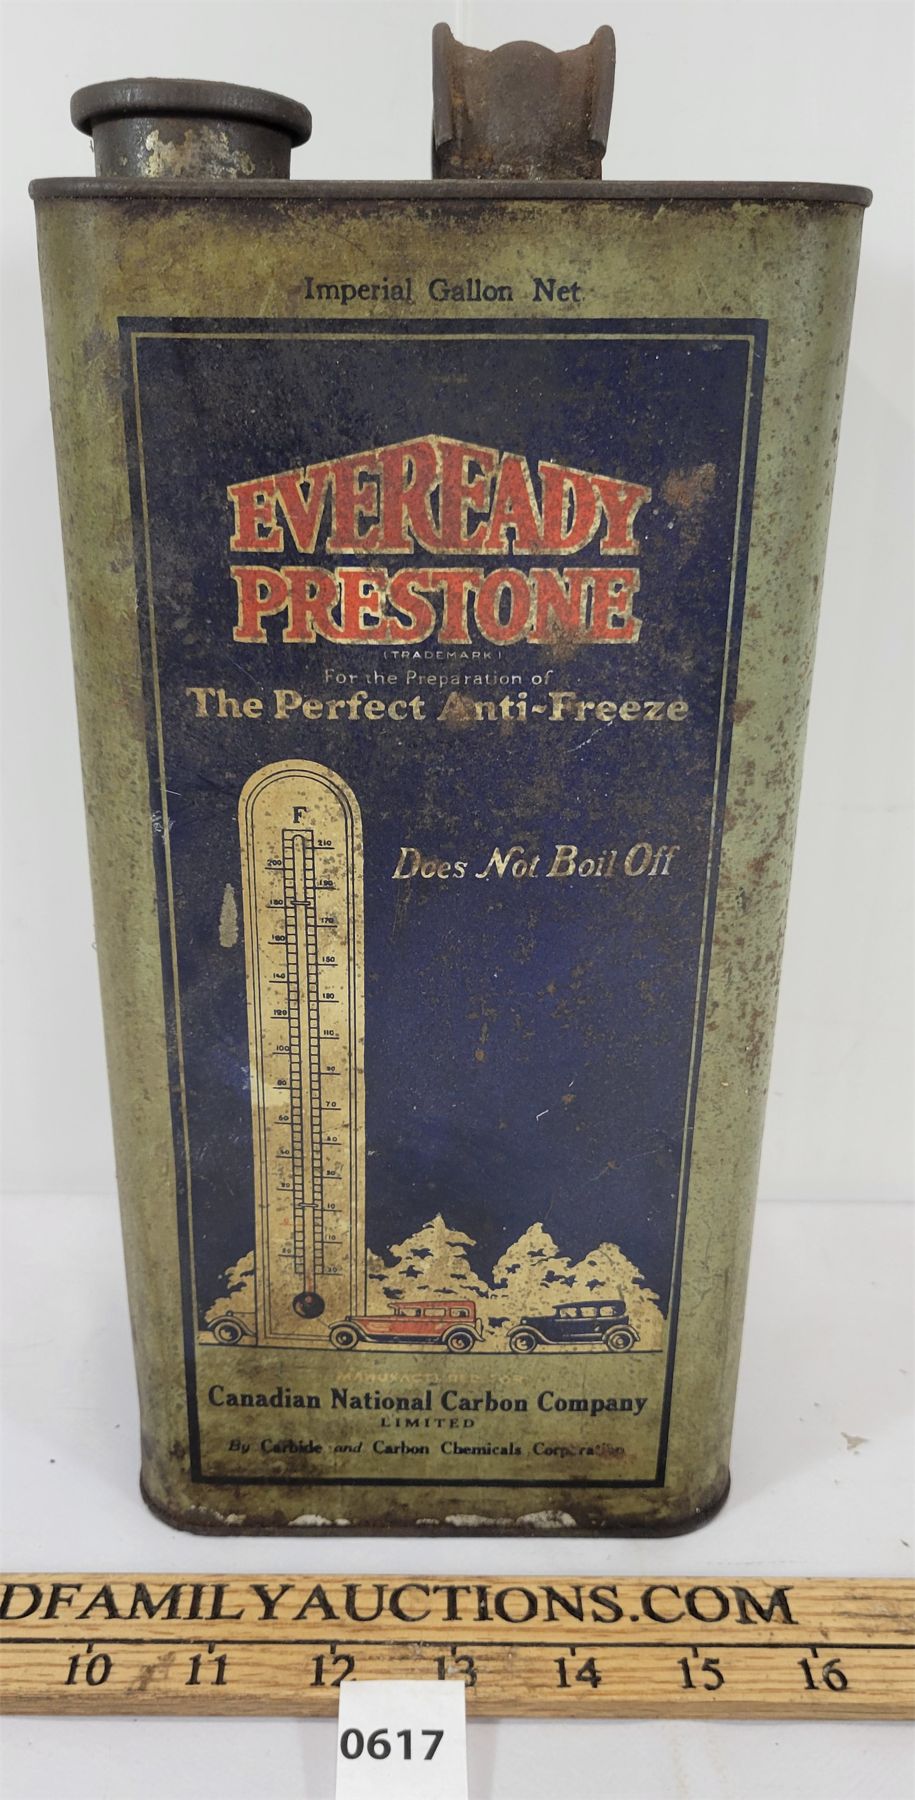 Imperial Gallon Net
EVEREADY
PRESTONE
(TRADEMARK)
For the Preparation of
The Perfect Anti-Freeze
F
Does Not Boil Off
MANUFACTURED FOR
Canadian National Carbon Company
LIMITED
By Carbide and Carbon Chemicals Corporation
DFAMILYAUCTIONS.COM
10 11 12 13 14 15 16
0617